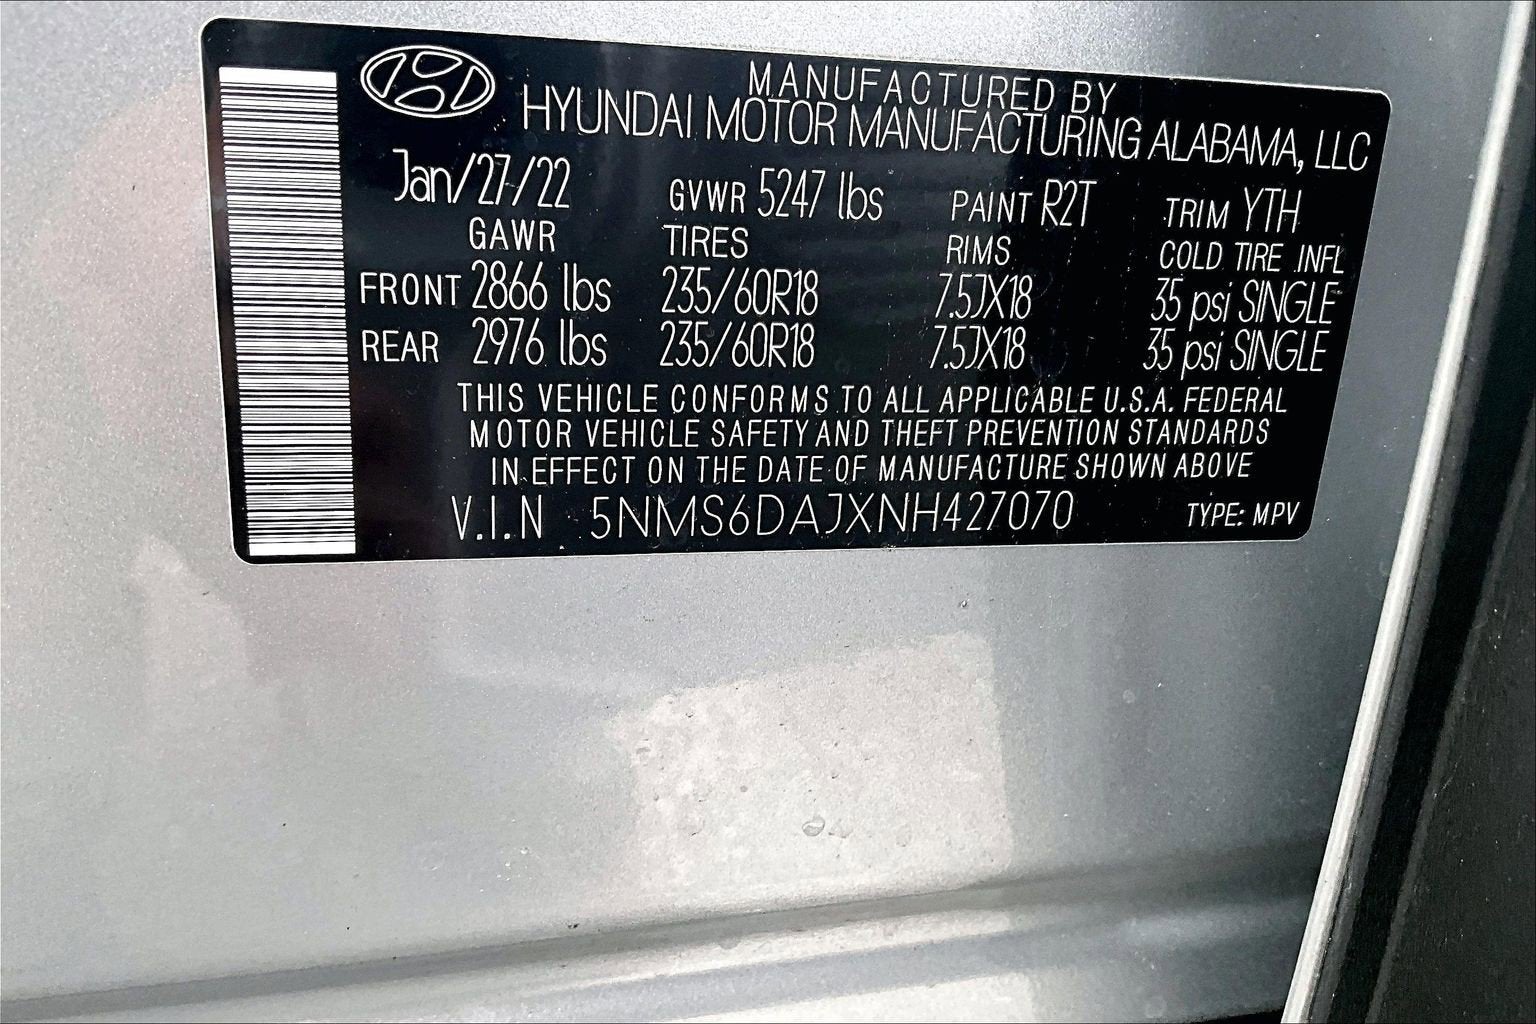 MANUFACTURED BY
HYUNDAI MOTOR MANUFACTURING ALABAMA, LLC
Jan/27/22 GVWR 5247 lbs PAINT R2T TRIM YTH
GAWR TIRES RIMS COLD TIRE INFL
FRONT 2866 lbs 235/60R18 7.5JX18 35 psi SINGLE
REAR 2976 lbs 235/60R18 7.5JX18 35 psi SINGLE
THIS VEHICLE CONFORMS TO ALL APPLICABLE U.S.A. FEDERAL
MOTOR VEHICLE SAFETY AND THEFT PREVENTION STANDARDS
IN EFFECT ON THE DATE OF MANUFACTURE SHOWN ABOVE
V.I.N 5NMS6DAJXNH427070 TYPE: MPV